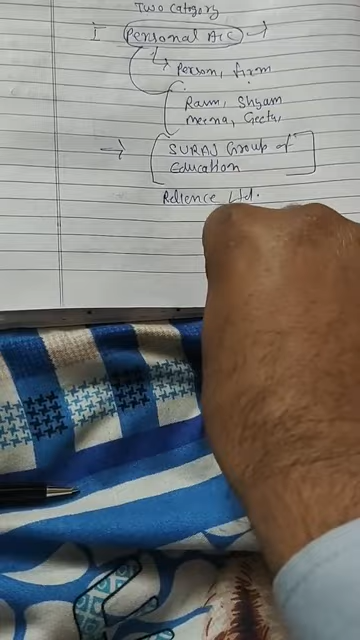 Two Category
i Personal A/c →
Person, firm
Ram, Shyam
meena, Geeta,
→ SURAJ Group of
Education
Relience Ltd.